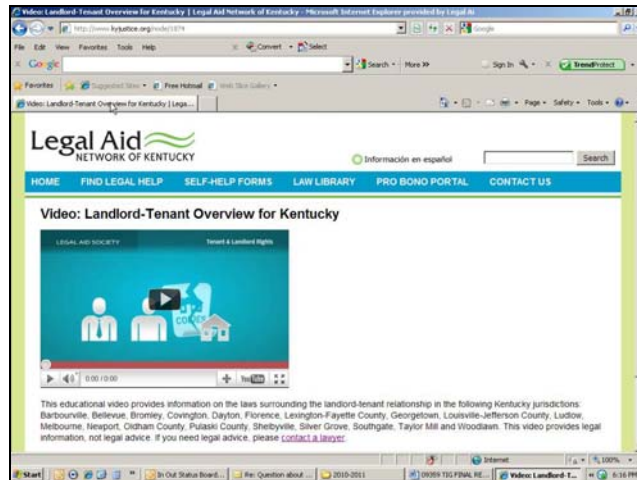 Video: Landlord-Tenant Overview for Kentucky | Legal Aid Network of Kentucky - Microsoft Internet Explorer provided by Legal Ai
http://www.kyjustice.org/node/1079
Google
File Edit View Favorites Tools Help
Convert
Select
Google
Search
More >>
Sign In
TrendProtect
Favorites
Suggested Sites
Free Hotmail
Web Slice Gallery
Video: Landlord-Tenant Overview for Kentucky | Lega...
Page
Safety
Tools
Legal Aid
NETWORK OF KENTUCKY
Información en español
Search
HOME FIND LEGAL HELP SELF-HELP FORMS LAW LIBRARY PRO BONO PORTAL CONTACT US
Video: Landlord-Tenant Overview for Kentucky
LEGAL AID SOCIETY
Tenant & Landlord Rights
0:00 / 0:00
YouTube
This educational video provides information on the laws surrounding the landlord-tenant relationship in the following Kentucky jurisdictions:
Barbourville, Bellevue, Bromley, Covington, Dayton, Florence, Lexington-Fayette County, Georgetown, Louisville-Jefferson County, Ludlow,
Melbourne, Newport, Oldham County, Pulaski County, Shelbyville, Silver Grove, Southgate, Taylor Mill and Woodlawn. This video provides legal
information, not legal advice. If you need legal advice, please contact a lawyer.
Internet
100%
Start
In Out Status Board...
Re: Question about ...
2010-2011
09089 TIG FINAL RE...
Video: Landlord-T...
6:16 PM